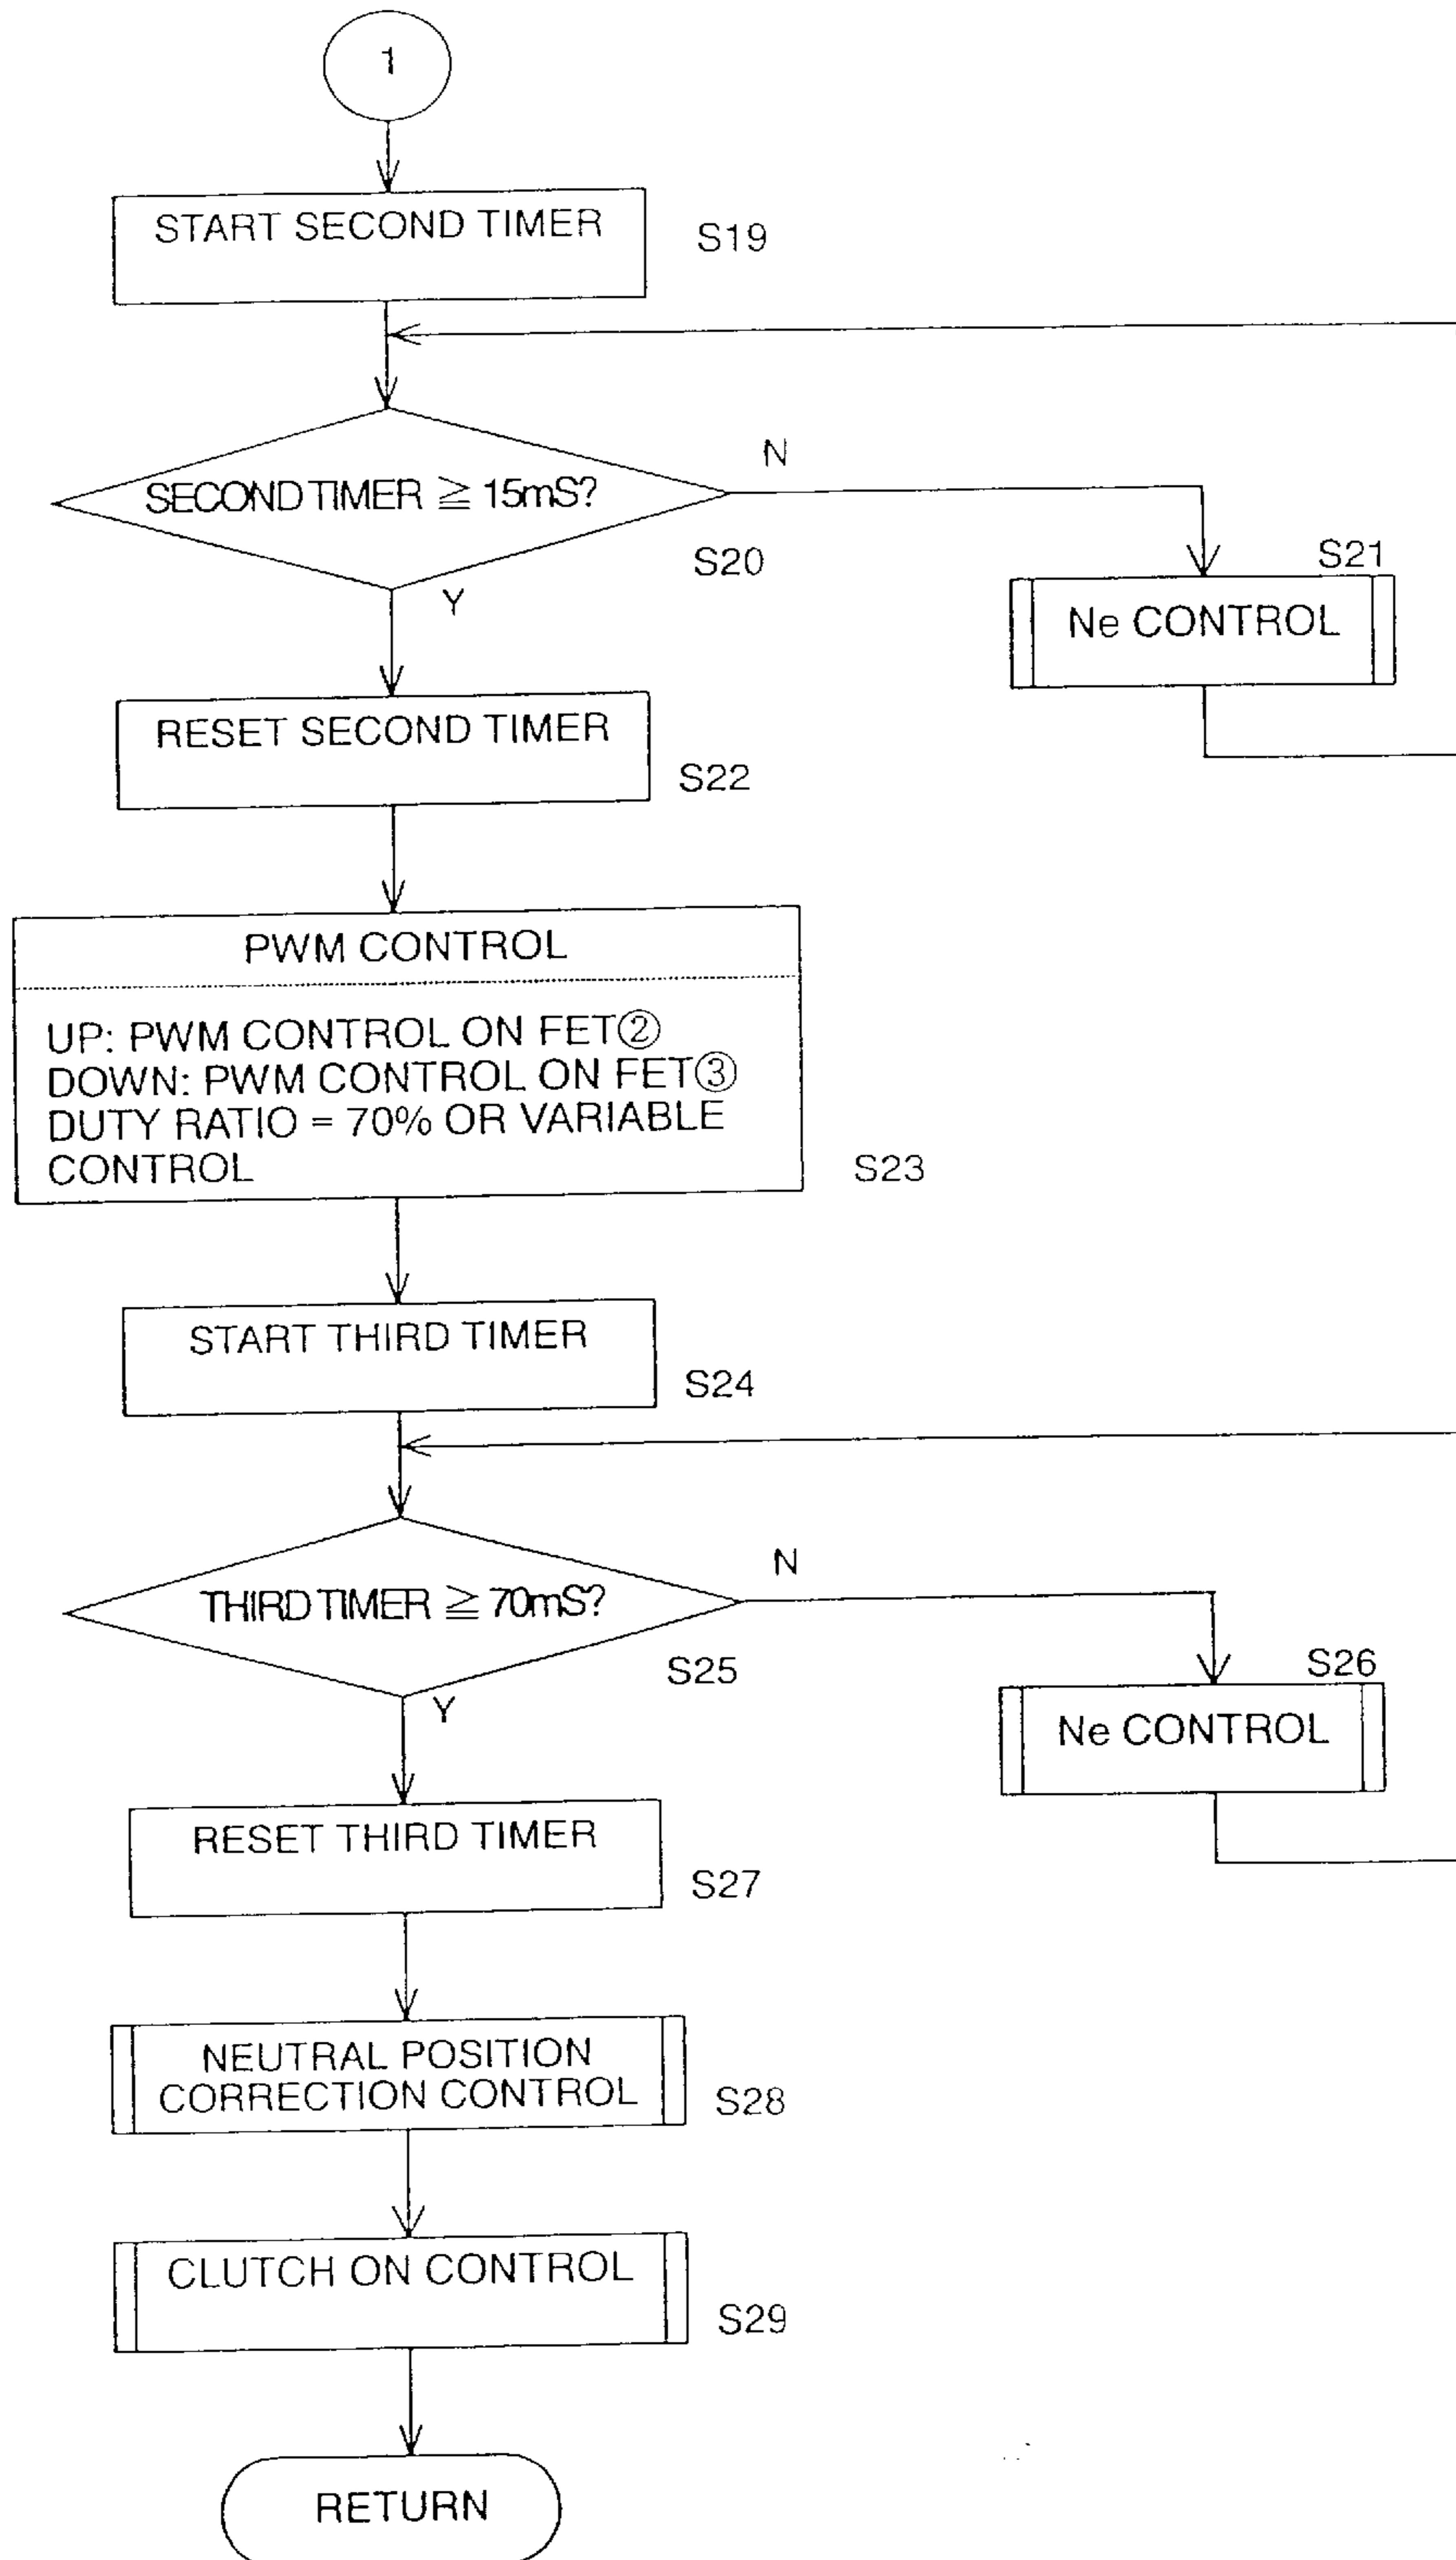 1
START SECOND TIMER
S19
SECOND TIMER ≧ 15mS?
N
S20
Y
S21
Ne CONTROL
RESET SECOND TIMER
S22
PWM CONTROL
UP: PWM CONTROL ON FET②
DOWN: PWM CONTROL ON FET③
DUTY RATIO = 70% OR VARIABLE
CONTROL
S23
START THIRD TIMER
S24
THIRD TIMER ≧ 70mS?
N
S25
Y
S26
Ne CONTROL
RESET THIRD TIMER
S27
NEUTRAL POSITION
CORRECTION CONTROL
S28
CLUTCH ON CONTROL
S29
RETURN